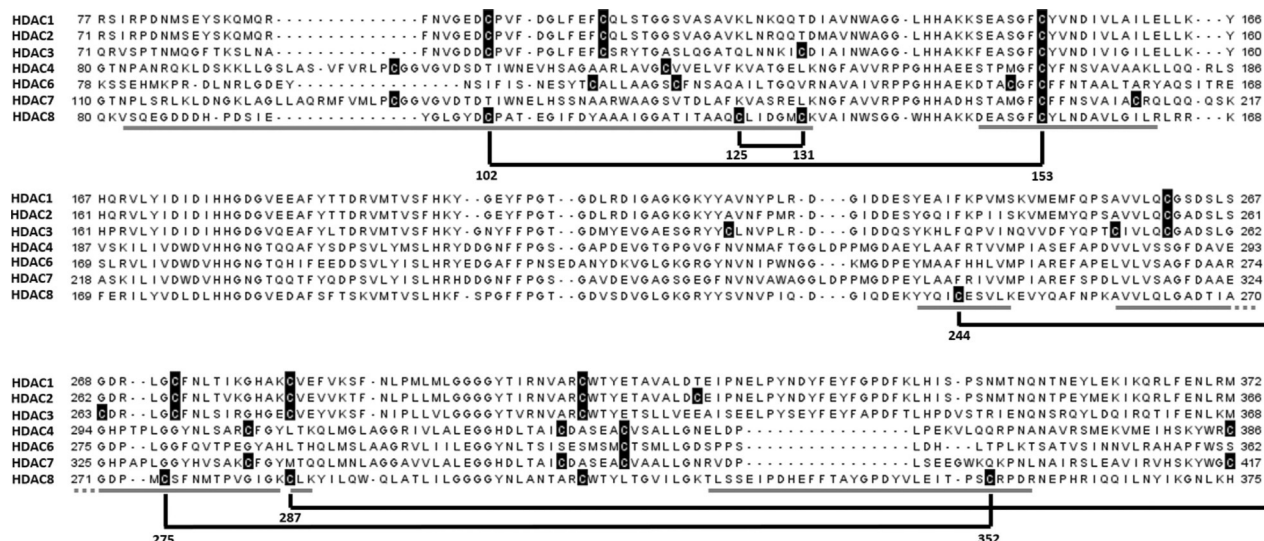 HDAC1 77 RSIRPDNMSEYSKQMQR.........FNVGEDCPVF.DGLFEFCQLSTGGSVASAVKLNKQQTDIAVNWAGG.LHHAKKSEASGFCYVNDIVLAILELLK...Y 166
HDAC2 71 RSIRPDNMSEYSKQMQR.........FNVGEDCPVF.DGLFEFCQLSTGGSVAGAVKLNRQQTDMAVNWAGG.LHHAKKSEASGFCYVNDIVLAILELLK...Y 160
HDAC3 71 QRVSPTNMQGFTKSLNA.........FNVGDDCPVF.PGLFEFCSRYTGASLQGATQLNNKICDIAINWAGG.LHHAKKFEASGFCYVNDIVIGILELLK...Y 160
HDAC4 80 GTNPANRQKLDSKKLLGSLAS.VFVRLPCGGVGVDSDTIWNEVHSAGAARLAVGCVVELVFKVATGELKNGFAVVRPPGHHAEESTPMGFCYFNSVAVAAKLLQQ.RLS 186
HDAC6 78 KSSEHMKPR.DLNRLGDEY.......NSIFIS.NESYTCALLAAGSCFNSAQAILTGQVRNAVAIVRPPGHHAEKDTACGFCFFNTAALTARYAQSITR 168
HDAC7 110 GTNPLSRLKLDNGKLAGLLAQRMFVMLPCGGVGVDTDTIWNELHSSNAARWAAGSVTDLAFKVASRELKNGFAVVRPPGHHADHSTAMGFCFFNSVAIACRQLQQ.QSK 217
HDAC8 80 KVSQEGDDDH.PDSIE..........YGLGYDCPAT.EGIFDYAAAIGGATITAAQCLIDGMCKVAINWSGG.WHHAKKDEASGFCYLNDAVLGILRLRR...K 168
125 131
102 153
HDAC1 167 HQRVLYIDIDIHHGDGVEEAFYTTDRVMTVSFHKY.GEYFPGT..GDLRDIGAGKGKYYAVNYPLR.D...GIDDESYEAIFKPVMSKVMEMFQPSAVVLQCGSDSLS 267
HDAC2 161 HQRVLYIDIDIHHGDGVEEAFYTTDRVMTVSFHKY.GEYFPGT..GDLRDIGAGKGKYYAVNFPMR.D...GIDDESYGQIFKPIISKVMEMYQPSAVVLQCGADSLS 261
HDAC3 161 HPRVLYIDIDIHHGDGVQEAFYLTDRVMTVSFHKY.GNYFFPGT..GDMYEVGAESGRYYCLNVPLR.D...GIDDQSYKHLFQPVINQVVDFYQPTCIVLQCGADSLG 262
HDAC4 187 VSKILIVDWDVHHGNGTQQAFYSDPSVLYMSLHRYDDGNFFPGS..GAPDEVGTGPGVGFNVNMAFTGGLDPPMGDAEYLAAFRTVVMPIASEFAPDVVLVSSGFDAVE 293
HDAC6 169 SLRVLIVDWDVHHGNGTQHIFEEDDSVLYISLHRYEDGAFFPNSEDANYDKVGLGKGRGYNVNIPWNGG...KMGDPEYMAAFHHLVMPIAREFAPELVLVSAGFDAAR 274
HDAC7 218 ASKILIVDWDVHHGNGTQQTFYQDPSVLYISLHRHDDGNFFPGS..GAVDEVGAGSGEGFNVNVAWAGGLDPPMGDPEYLAAFRIVVMPIAREFSPDLVLVSAGFDAAE 324
HDAC8 169 FERILYVDLDLHHGDGVEDAFSFTSKVMTVSLHKF.SPGFFPGT..GDVSDVGLGKGRYYSVNVPIQ.D...GIQDEKYYQICESVLKEVYQAFNPKAVVLQLGADTIA 270
244
HDAC1 268 GDR..LGCFNLTIKGHAKCVEFVKSF.NLPMLMLGGGGYTIRNVARCWTYETAVALDTEIPNELPYNDYFEYFGPDFKLHIS.PSNMTNQNTNEYLEKIKQRLFENLRM 372
HDAC2 262 GDR..LGCFNLTVKGHAKCVEVVKTF.NLPLLMLGGGGYTIRNVARCWTYETAVALDCEIPNELPYNDYFEYFGPDFKLHIS.PSNMTNQNTPEYMEKIKQRLFENLRM 366
HDAC3 263 CDR..LGCFNLSIRGHGECVEYVKSF.NIPLLVLGGGGYTVRNVARCWTYETSLLVEEAISEELPYSEYFEYFAPDFTLHPDVSTRIENQNSRQYLDQIRQTIFENLKM 368
HDAC4 294 GHPTPLGGYNLSARCFGYLTKQLMGLAGGRIVLALEGGHDLTAICDASEACVSALLGNELDP...............LPEKVLQQRPNANAVRSMEKVMEIHSKYWRC 386
HDAC6 275 GDP..LGGFQVTPEGYAHLTHQLMSLAAGRVLIILEGGYNLTSISESMSMCTSMLLGDSPPS...............LDH...LTPLKTSATVSINNVLRAHAPFWSS 362
HDAC7 325 GHPAPLGGYHVSAKCFGYMTQQLMNLAGGAVVLALEGGHDLTAICDASEACVAALLGNRVDP...............LSEEGWKQKPNLNAIRSLEAVIRVHSKYWGC 417
HDAC8 271 GDP..MCSFNMTPVGIGKCLKYILQW.QLATLILGGGGYNLANTARCWTYLTGVILGKTLSSEIPDHEFFTAYGPDYVLEIT.PSCRPDRNEPHRIQQILNYIKGNLKH 375
287
275 352